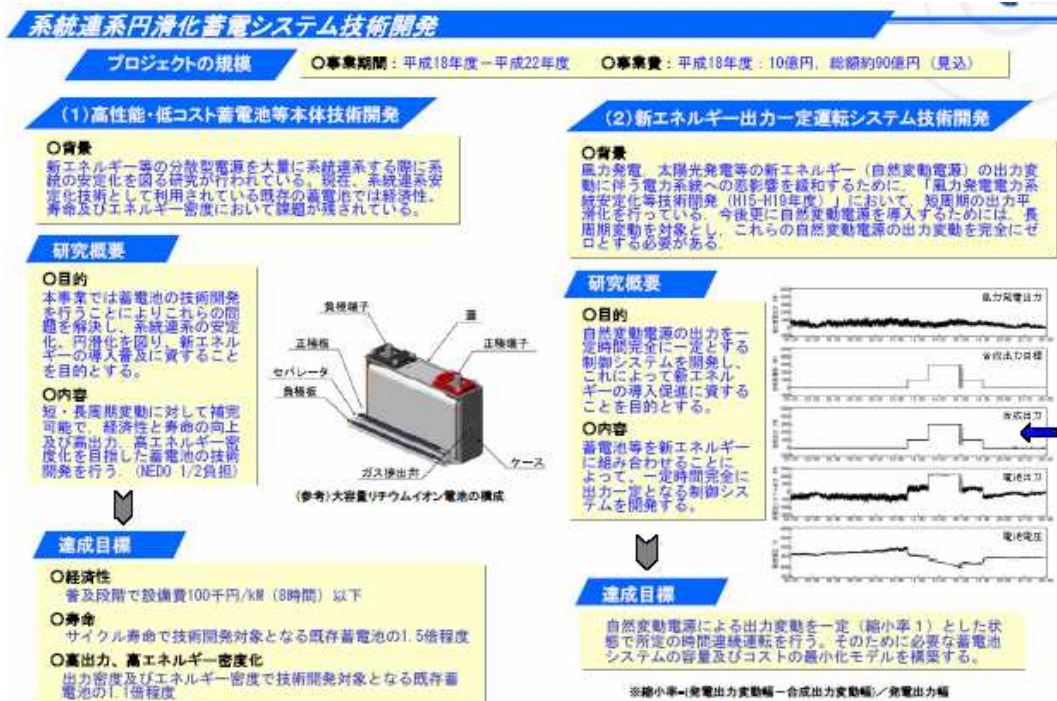 系統連系円滑化蓄電システム技術開発
プロジェクトの規模
〇事業期間：平成18年度－平成22年度　〇事業費：平成18年度：10億円，総額約90億円（見込）
(1)高性能・低コスト蓄電池等本体技術開発
〇背景
新エネルギー等の分散型電源を大量に系統連系する際に系
統の安定化を図る研究が行われている。現在、系統連系安
定化技術として利用されている既存の蓄電池では経済性、
寿命及びエネルギー密度において課題が残されている。
研究概要
〇目的
本事業では蓄電池の技術開発
を行うことによりこれらの問
題を解決し、系統連系の安定
化、円滑化を図り、新エネル
ギーの導入普及に資すること
を目的とする。
〇内容
短・長周期変動に対して補完
可能で、経済性と寿命の向上
及び高出力、高エネルギー密
度化を目指した蓄電池の技術
開発を行う．(NEDO 1/2負担)
負極端子
蓋
正極板
正極端子
セパレータ
負極板
ガス排出弁
ケース
(参考)大容量リチウムイオン電池の構成
達成目標
〇経済性
普及段階で設備費100千円/kW（8時間）以下
〇寿命
サイクル寿命で技術開発対象となる既存蓄電池の1.5倍程度
〇高出力、高エネルギー密度化
出力密度及びエネルギー密度で技術開発対象となる既存蓄
電池の1.1倍程度
(2)新エネルギー出力一定運転システム技術開発
〇背景
風力発電，太陽光発電等の新エネルギー（自然変動電源）の出力変
動に伴う電力系統への悪影響を緩和するために，「風力発電電力系
統安定化等技術開発（H15-H19年度）」において，短周期の出力平
滑化を行っている．今後更に自然変動電源を導入するためには，長
周期変動を対象とし，これらの自然変動電源の出力変動を完全にゼ
ロとする必要がある．
研究概要
〇目的
自然変動電源の出力を一
定時間完全に一定とする
制御システムを開発し、
これによって新エネル
ギーの導入促進に資する
ことを目的とする。
〇内容
蓄電池等を新エネルギー
に組み合わせることに
よって、一定時間完全に
出力一定となる制御シス
テムを開発する。
風力発電出力
合成出力目標
合成出力
電池出力
電池電圧
達成目標
自然変動電源による出力変動を一定（縮小率１）とした状
態で所定の時間連続運転を行う。そのために必要な蓄電池
システムの容量及びコストの最小化モデルを構築する。
※縮小率=(発電出力変動幅－合成出力変動幅)／発電出力幅